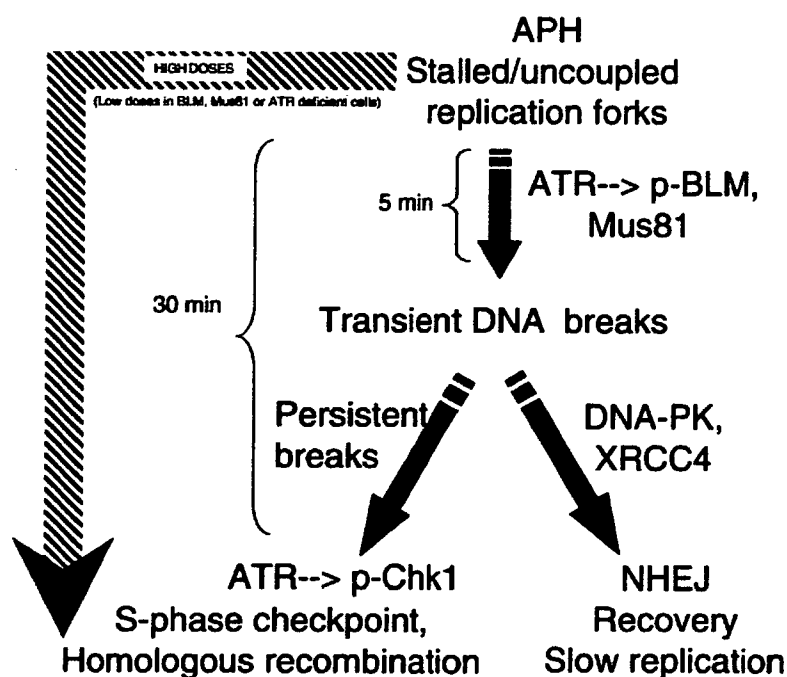 APH
Stalled/uncoupled
replication forks
HIGH DOSES
(Low doses in BLM, Mus81 or ATR deficient cells)
5 min
ATR--> p-BLM,
Mus81
30 min
Transient DNA breaks
Persistent
breaks
DNA-PK,
XRCC4
ATR--> p-Chk1
S-phase checkpoint,
Homologous recombination
NHEJ
Recovery
Slow replication